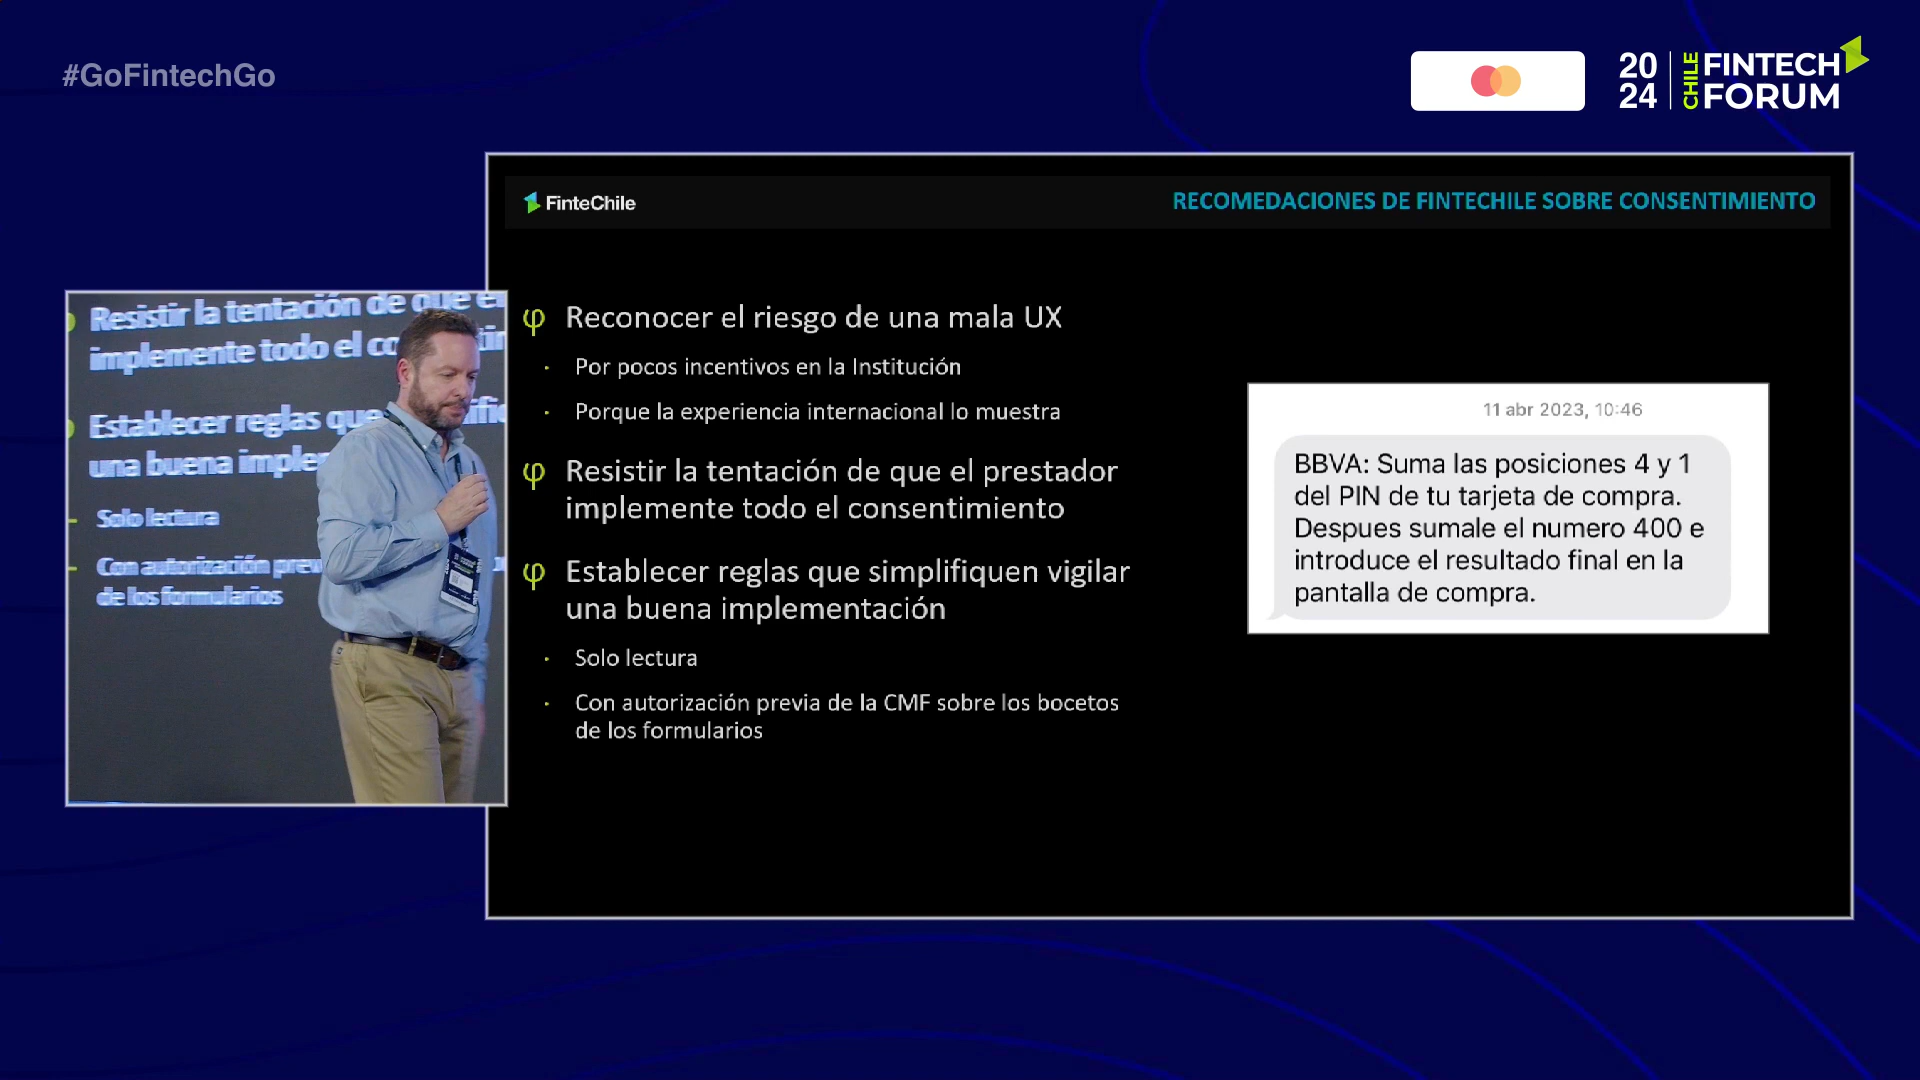 #GoFintechGo
20
24
CHILE
FINTECH
FORUM
FinteChile
RECOMEDACIONES DE FINTECHILE SOBRE CONSENTIMIENTO
Resistir la tentación de que el
implemente todo el co
Establecer reglas que
una buena imple
Solo lectura
Con autorización prev
de los formularios
φ Reconocer el riesgo de una mala UX
· Por pocos incentivos en la Institución
· Porque la experiencia internacional lo muestra
φ Resistir la tentación de que el prestador
implemente todo el consentimiento
φ Establecer reglas que simplifiquen vigilar
una buena implementación
· Solo lectura
· Con autorización previa de la CMF sobre los bocetos
de los formularios
11 abr 2023, 10:46
BBVA: Suma las posiciones 4 y 1
del PIN de tu tarjeta de compra.
Despues sumale el numero 400 e
introduce el resultado final en la
pantalla de compra.